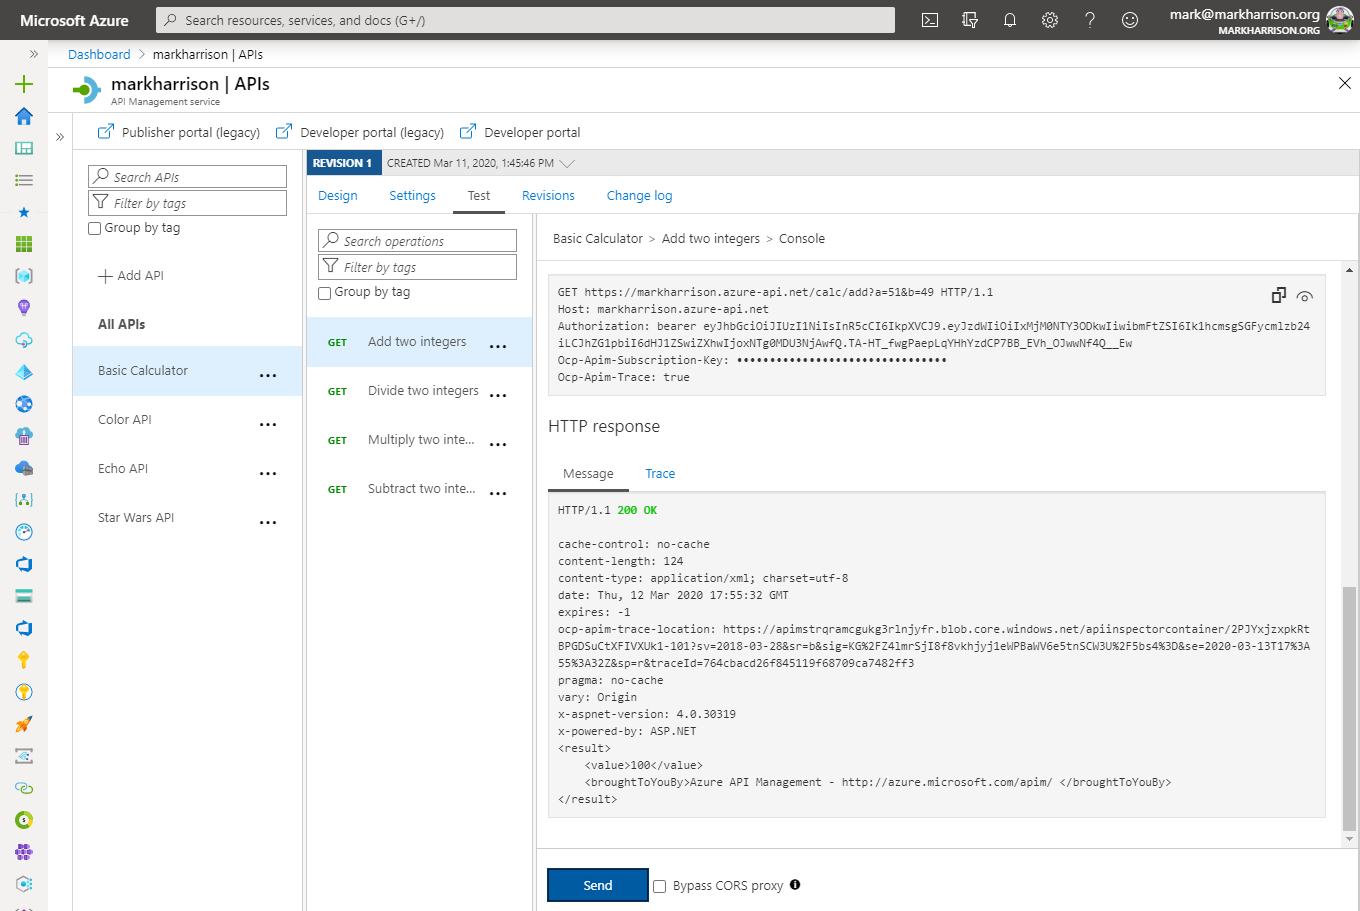 Microsoft Azure
Search resources, services, and docs (G+/)
mark@markharrison.org
MARKHARRISON.ORG
Dashboard > markharrison | APIs
markharrison | APIs
API Management service
Publisher portal (legacy)
Developer portal (legacy)
Developer portal
Search APIs
Filter by tags
Group by tag
Add API
All APIs
Basic Calculator
Color API
Echo API
Star Wars API
REVISION 1
CREATED Mar 11, 2020, 1:45:46 PM
Design
Settings
Test
Revisions
Change log
Search operations
Filter by tags
Group by tag
GET Add two integers
GET Divide two integers
GET Multiply two inte...
GET Subtract two inte...
Basic Calculator > Add two integers > Console
GET https://markharrison.azure-api.net/calc/add?a=51&b=49 HTTP/1.1
Host: markharrison.azure-api.net
Authorization: bearer eyJhbGciOiJIUzI1NiIsInR5cCI6IkpXVCJ9.eyJzdWIiOiIxMjM0NTY3ODkwIiwibmFtZSI6Ik1hcmsgSGFycmlzb24
iLCJhZG1pbiI6dHJ1ZSwiZXhwIjoxNTg0MDU3NjAwfQ.TA-HT_fwgPaepLqYHhYzdCP7BB_EVh_OJwwNf4Q__Ew
Ocp-Apim-Subscription-Key: ••••••••••••••••••••••••••••••••
Ocp-Apim-Trace: true
HTTP response
Message
Trace
HTTP/1.1 200 OK
cache-control: no-cache
content-length: 124
content-type: application/xml; charset=utf-8
date: Thu, 12 Mar 2020 17:55:32 GMT
expires: -1
ocp-apim-trace-location: https://apimstrqramcgukg3rlnjyfr.blob.core.windows.net/apiinspectorcontainer/2PJYxjzxpkRt
BPGDSuCtXFIVXUk1-101?sv=2018-03-28&sr=b&sig=KG%2FZ4lmrSjI8f8vkhjyj1eWPBaWV6e5tnSCW3U%2F5bs4%3D&se=2020-03-13T17%3A
55%3A32Z&sp=r&traceId=764cbacd26f845119f68709ca7482ff3
pragma: no-cache
vary: Origin
x-aspnet-version: 4.0.30319
x-powered-by: ASP.NET
<result>
<value>100</value>
<broughtToYouBy>Azure API Management - http://azure.microsoft.com/apim/ </broughtToYouBy>
</result>
Send
Bypass CORS proxy